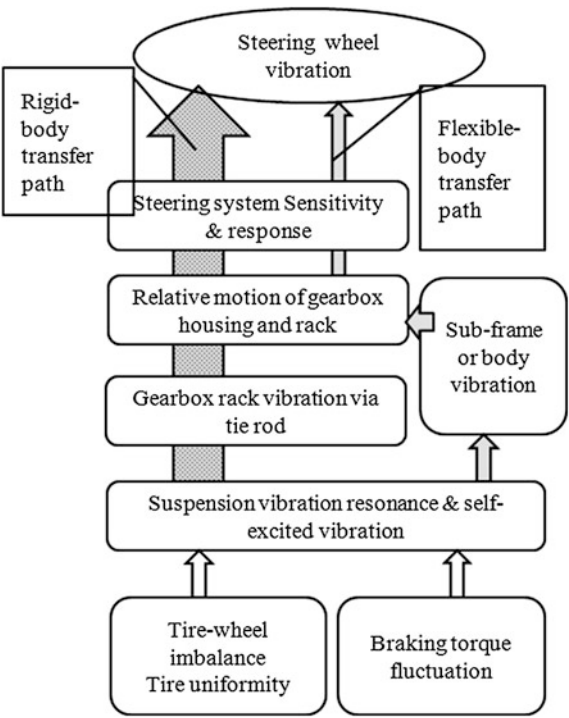 Steering wheel
vibration
Rigid-
body
transfer
path
Flexible-
body
transfer
path
Steering system Sensitivity
& response
Relative motion of gearbox
housing and rack
Sub-frame
or body
vibration
Gearbox rack vibration via
tie rod
Suspension vibration resonance & self-
excited vibration
Tire-wheel
imbalance
Tire uniformity
Braking torque
fluctuation